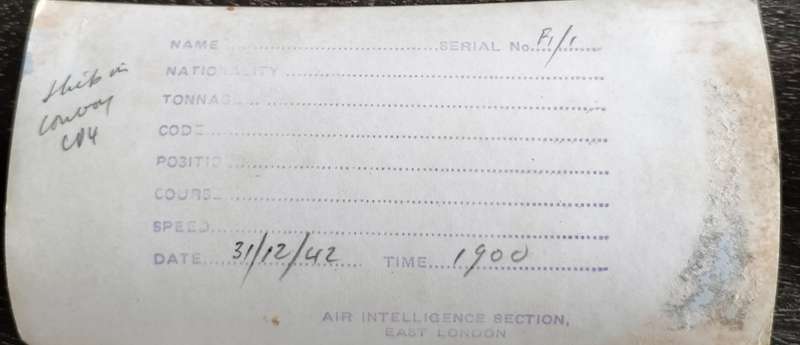 NAME ........................ SERIAL No. F1/1
NATIONALITY
TONNAGE
CODE
POSITION
COURSE
SPEED
DATE 31/12/42 TIME 1900
AIR INTELLIGENCE SECTION,
EAST LONDON
Ship in
convoy